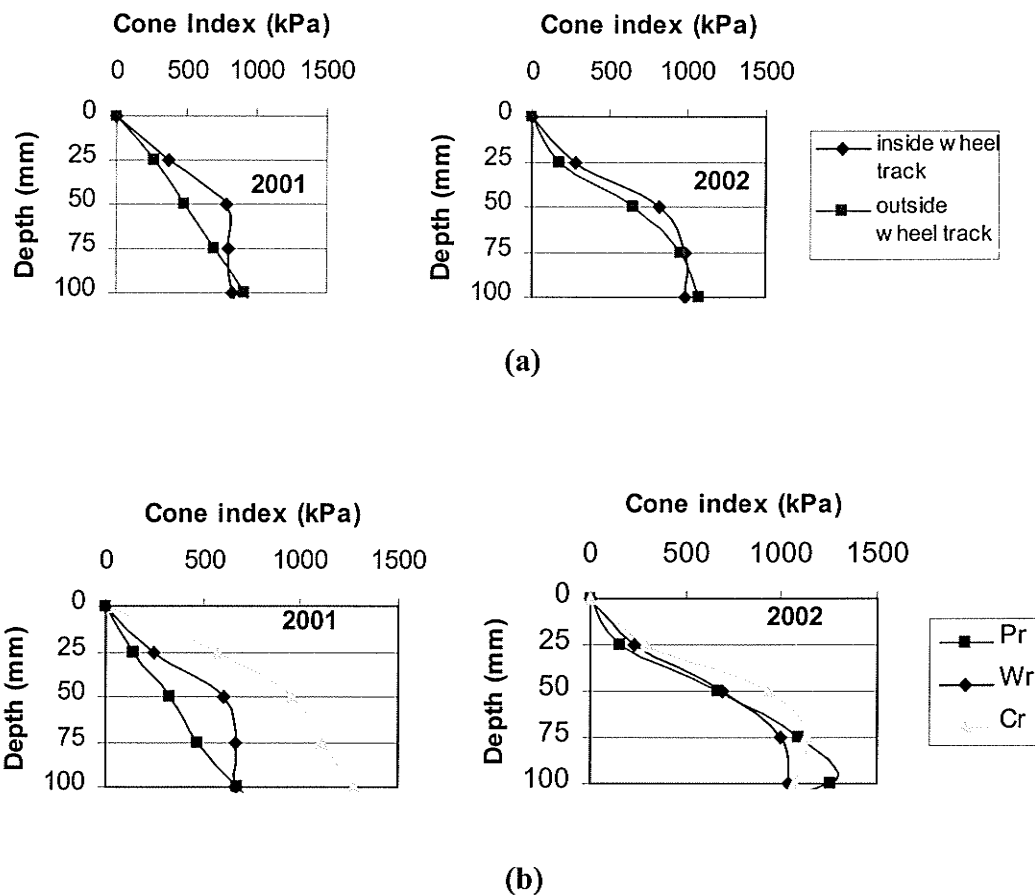 Cone Index (kPa)
0 500 1000 1500
0
25
50
75
100
Depth (mm)
2001
Cone index (kPa)
0 500 1000 1500
0
25
50
75
100
Depth (mm)
2002
inside wheel
track
outside
wheel track
(a)
Cone index (kPa)
0 500 1000 1500
0
25
50
75
100
Depth (mm)
2001
Cone index (kPa)
0 500 1000 1500
0
25
50
75
100
Depth (mm)
2002
Pr
Wr
Cr
(b)